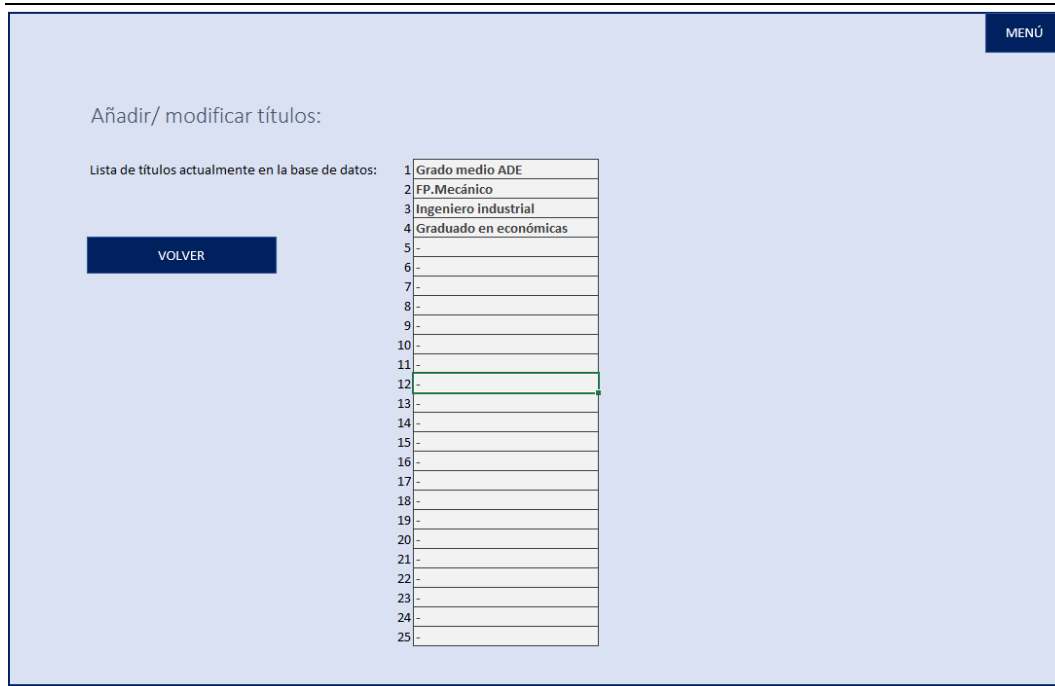 MENÚ
Añadir/ modificar títulos:
Lista de títulos actualmente en la base de datos:
1 Grado medio ADE
2 FP.Mecánico
3 Ingeniero industrial
4 Graduado en económicas
VOLVER
5 -
6 -
7 -
8 -
9 -
10 -
11 -
12 -
13 -
14 -
15 -
16 -
17 -
18 -
19 -
20 -
21 -
22 -
23 -
24 -
25 -